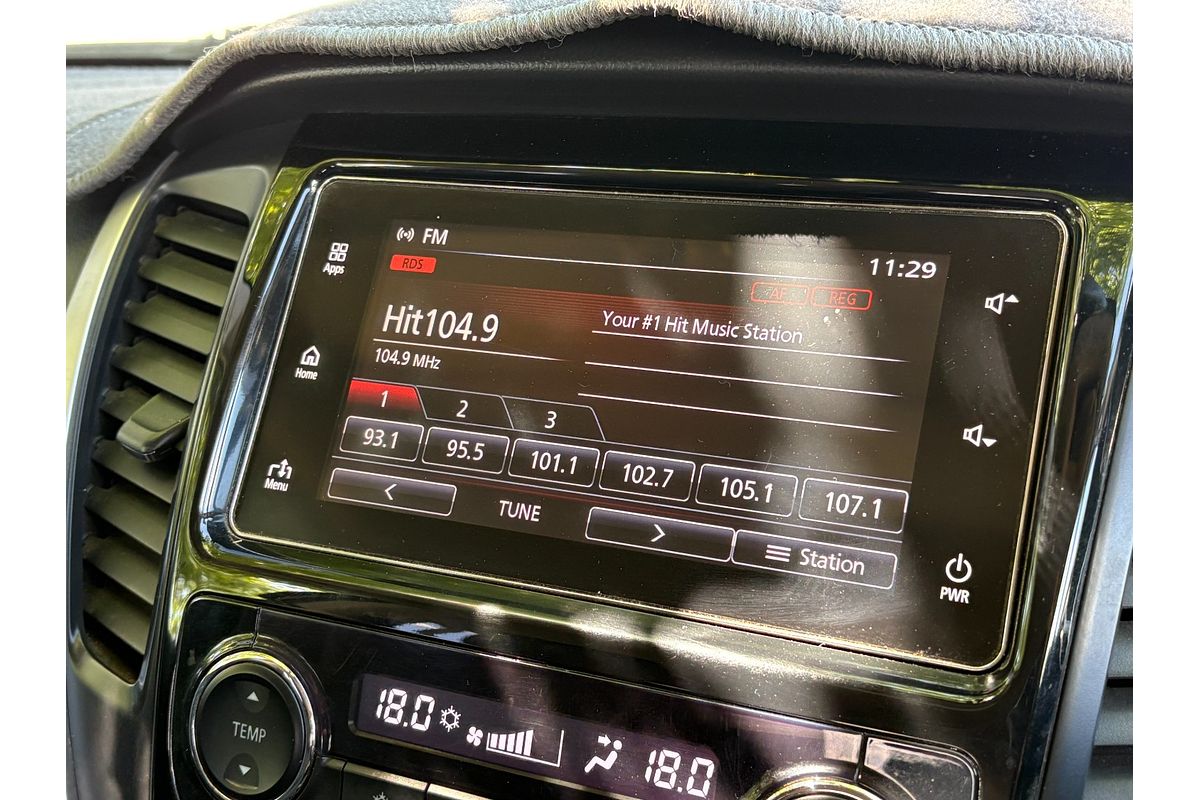 FM
11:29
Apps
RDS
AF REG
Hit104.9
Your #1 Hit Music Station
104.9 MHz
Home
1 2 3
93.1 95.5 101.1 102.7 105.1 107.1
Menu
< TUNE > Station
PWR
18.0 18.0
TEMP